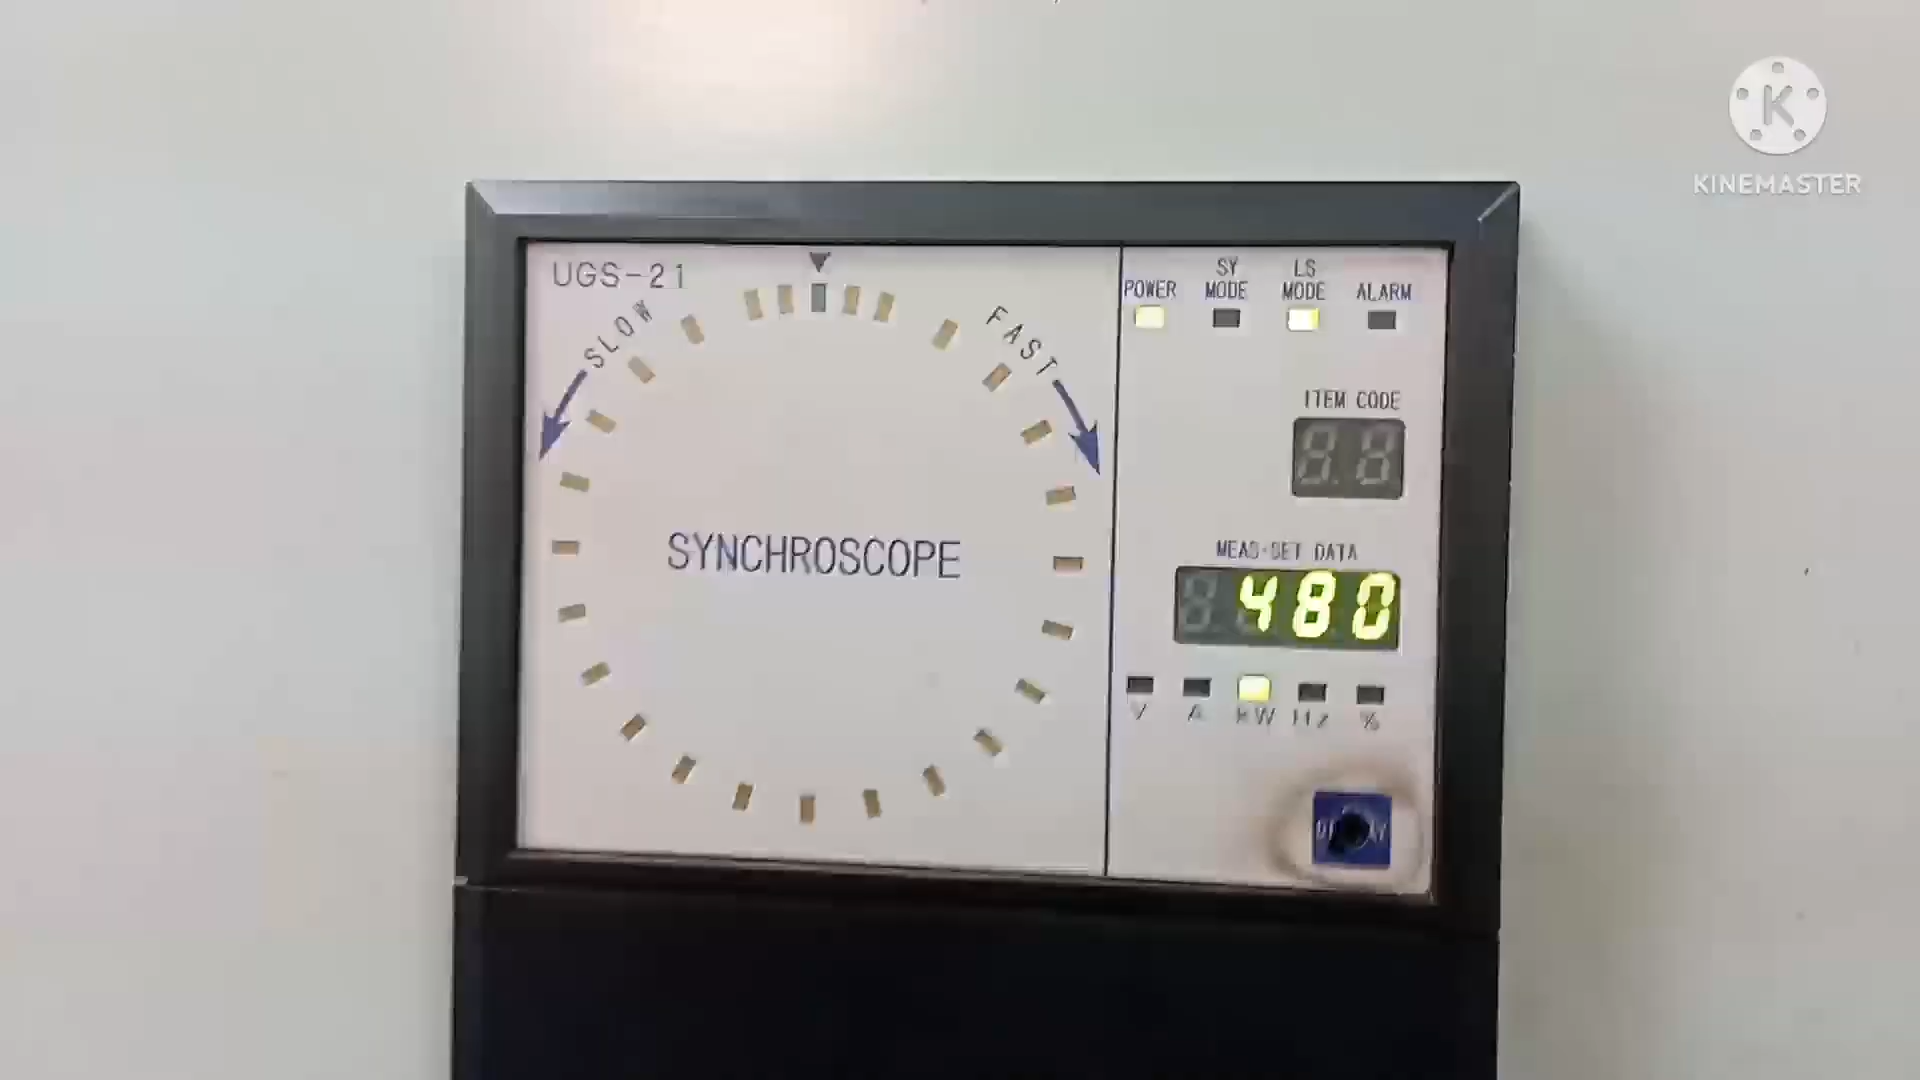 K
KINEMASTER
UGS-21
SLOW
FAST
SYNCHROSCOPE
POWER
SY MODE
LS MODE
ALARM
ITEM CODE
MEAS·SET DATA
480
V A kW Hz %